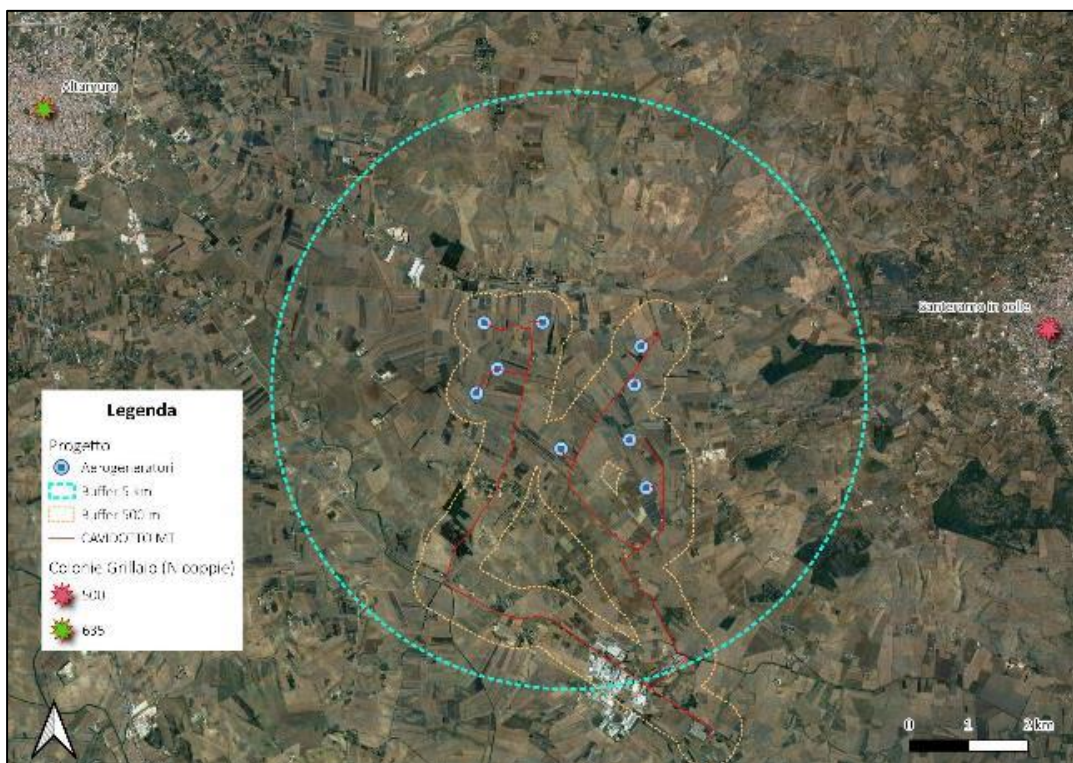 Altamura
Santeramo in colle
Legenda
Progetto
Aerogeneratori
Buffer 5 km
Buffer 500 m
CAVIDOTTO MT
Colonie Grillaio (N coppie)
500
635
0 1 2 km